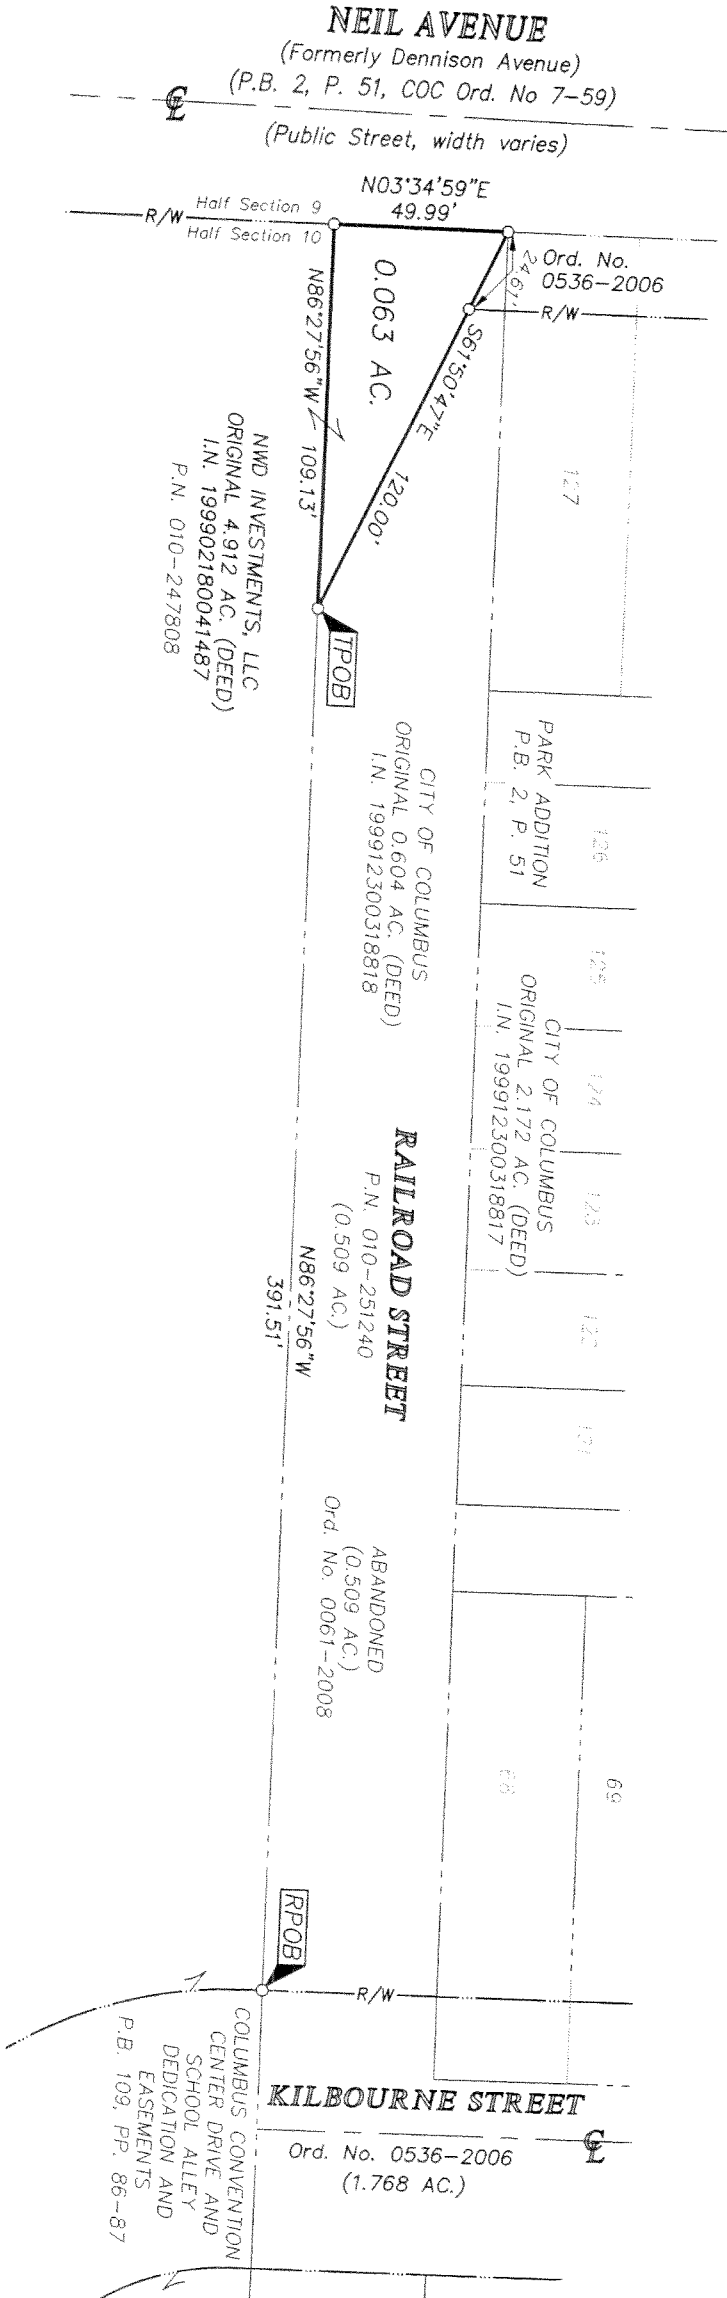 NEIL AVENUE
(Formerly Dennison Avenue)
(P.B. 2, P. 51, COC Ord. No 7-59)
(Public Street, width varies)
N03°34'59"E
49.99'
R/W
Half Section 9
Half Section 10
Ord. No.
0536-2006
24.67'
R/W
0.063 AC.
N86°27'56"W 109.13'
S61°50'47"E 120.00'
127
NWD INVESTMENTS, LLC
ORIGINAL 4.912 AC. (DEED)
I.N. 199902180041487
P.N. 010-247808
TPOB
PARK ADDITION
P.B. 2, P. 51
126
CITY OF COLUMBUS
ORIGINAL 0.604 AC. (DEED)
I.N. 199912300318818
125
CITY OF COLUMBUS
ORIGINAL 2.172 AC. (DEED)
I.N. 199912300318817
124
123
RAILROAD STREET
P.N. 010-251240
(0.509 AC.)
N86°27'56"W
391.51'
122
121
ABANDONED
(0.509 AC.)
Ord. No. 0061-2008
68
69
RPOB
R/W
COLUMBUS CONVENTION
CENTER DRIVE AND
SCHOOL ALLEY
DEDICATION AND
EASEMENTS
P.B. 109, PP. 86-87
KILBOURNE STREET
Ord. No. 0536-2006
(1.768 AC.)